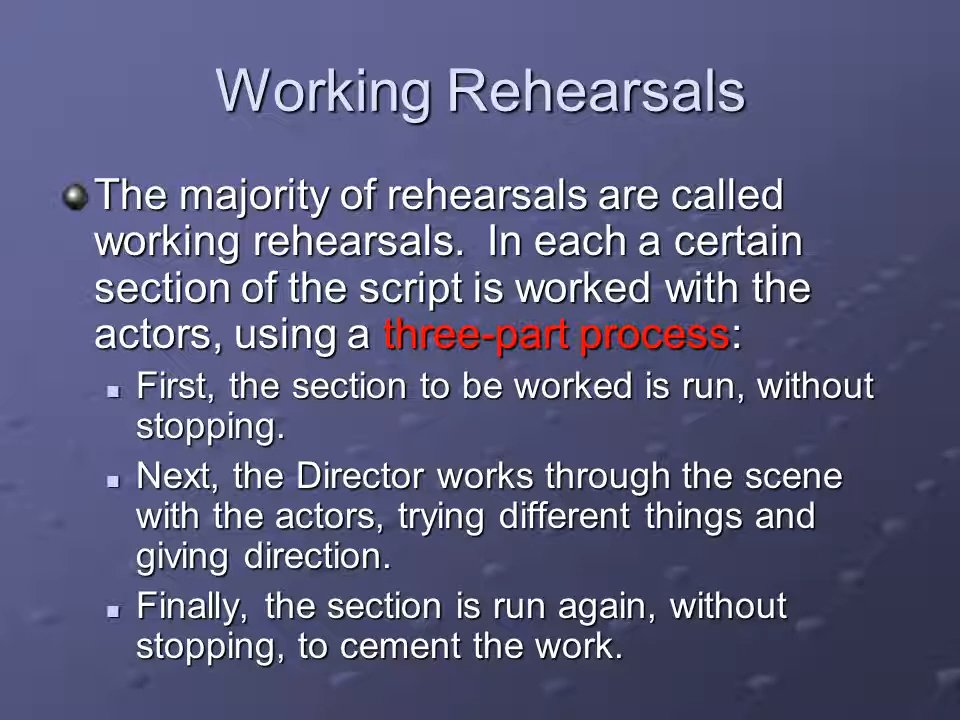 Working Rehearsals
The majority of rehearsals are called
working rehearsals.  In each a certain
section of the script is worked with the
actors, using a three-part process:
First, the section to be worked is run, without
stopping.
Next, the Director works through the scene
with the actors, trying different things and
giving direction.
Finally, the section is run again, without
stopping, to cement the work.